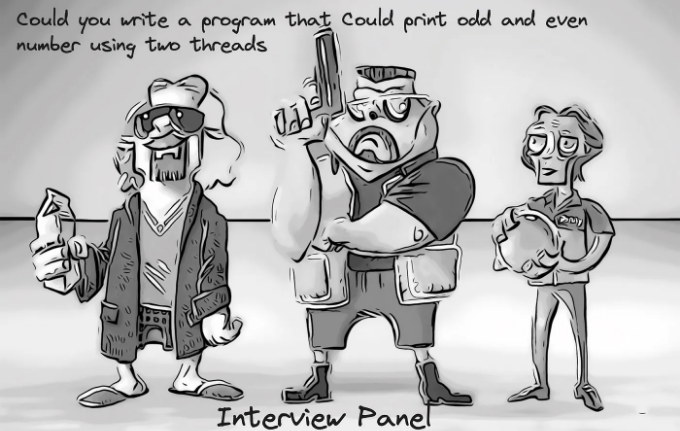 Could you write a program that Could print odd and even
number using two threads
Interview Panel